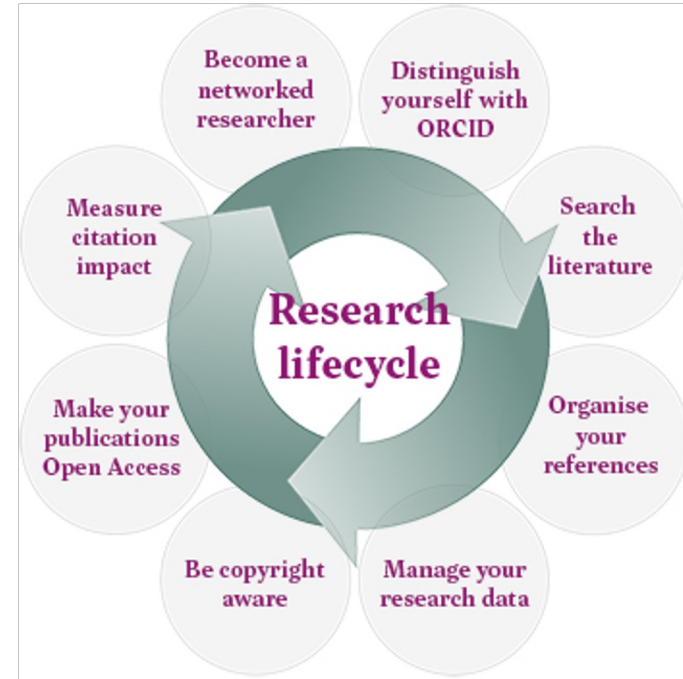 Become a
networked
researcher
Distinguish
yourself with
ORCID
Search
the
literature
Organise
your
references
Manage your
research data
Be copyright
aware
Make your
publications
Open Access
Measure
citation
impact
Research
lifecycle